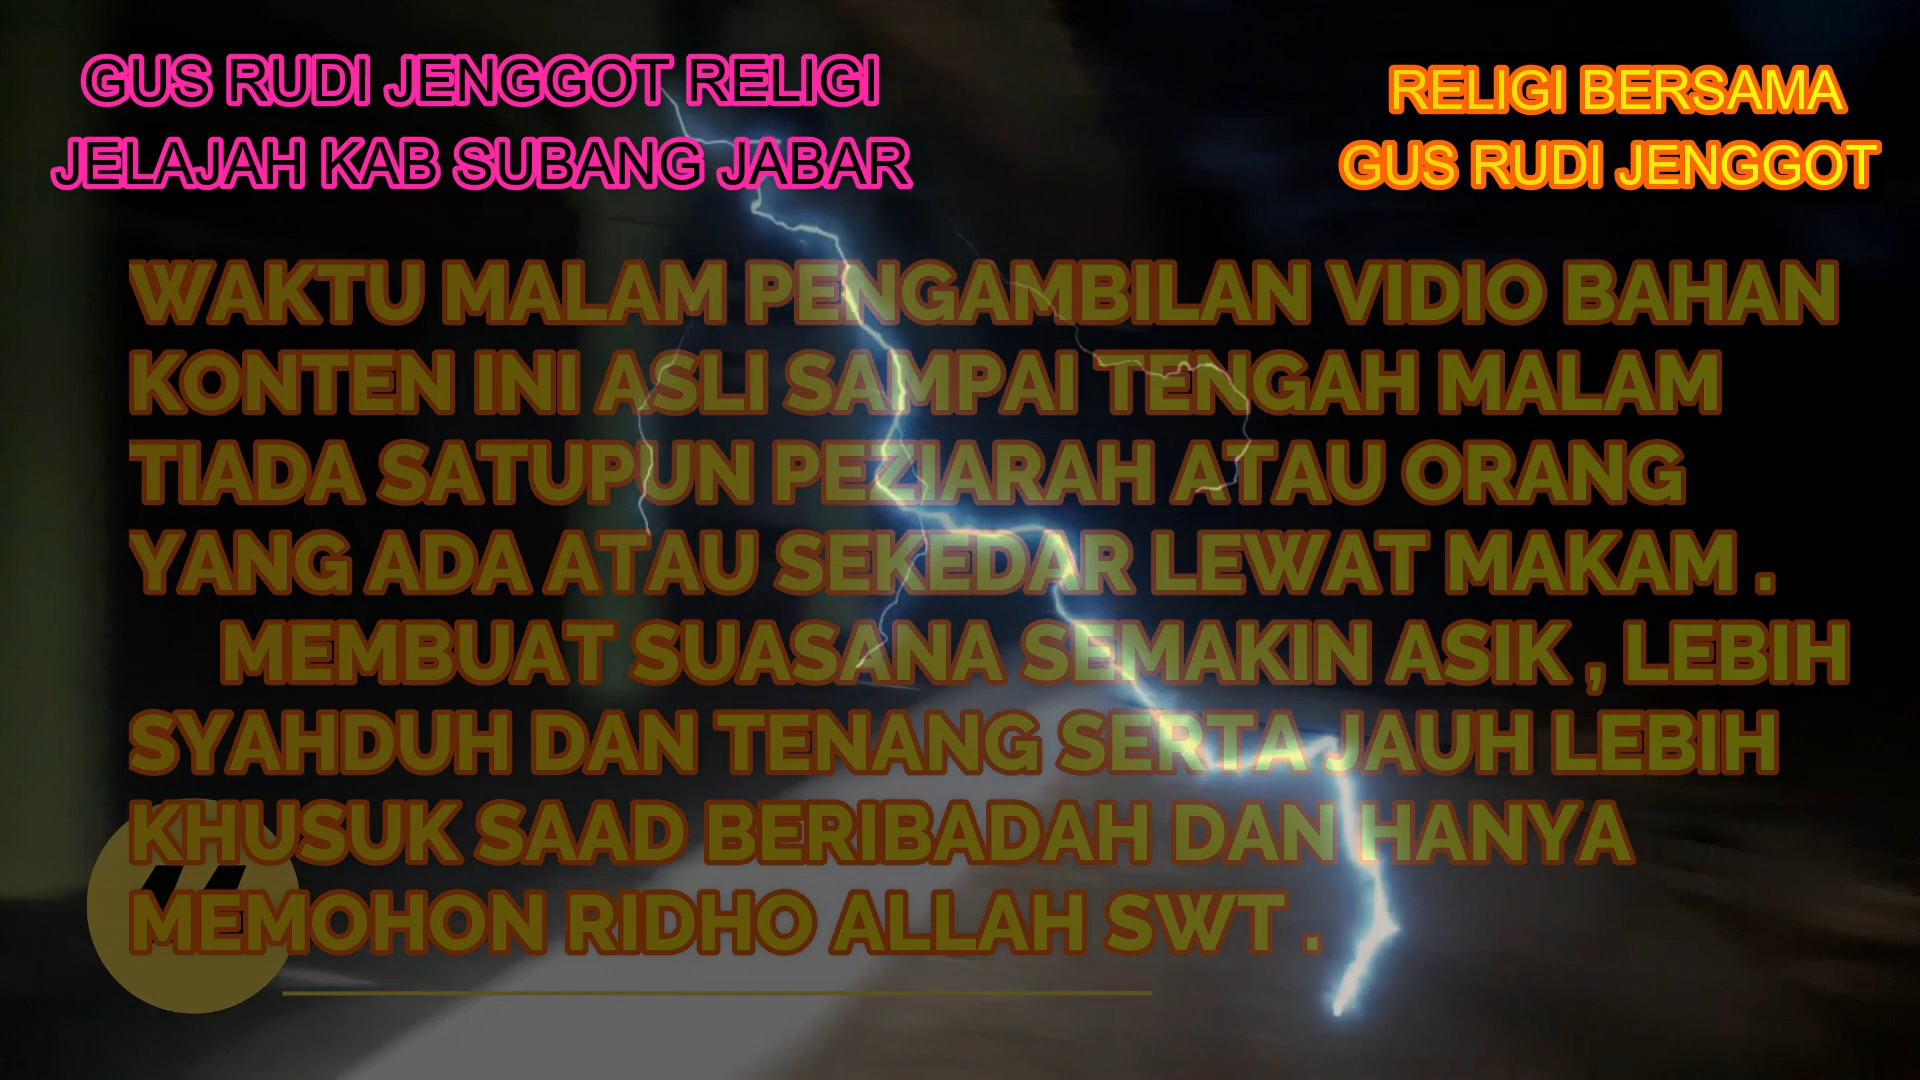 GUS RUDI JENGGOT RELIGI
JELAJAH KAB SUBANG JABAR
RELIGI BERSAMA
GUS RUDI JENGGOT
WAKTU MALAM PENGAMBILAN VIDIO BAHAN
KONTEN INI ASLI SAMPAI TENGAH MALAM
TIADA SATUPUN PEZIARAH ATAU ORANG
YANG ADA ATAU SEKEDAR LEWAT MAKAM .
MEMBUAT SUASANA SEMAKIN ASIK , LEBIH
SYAHDUH DAN TENANG SERTA JAUH LEBIH
KHUSUK SAAD BERIBADAH DAN HANYA
MEMOHON RIDHO ALLAH SWT .